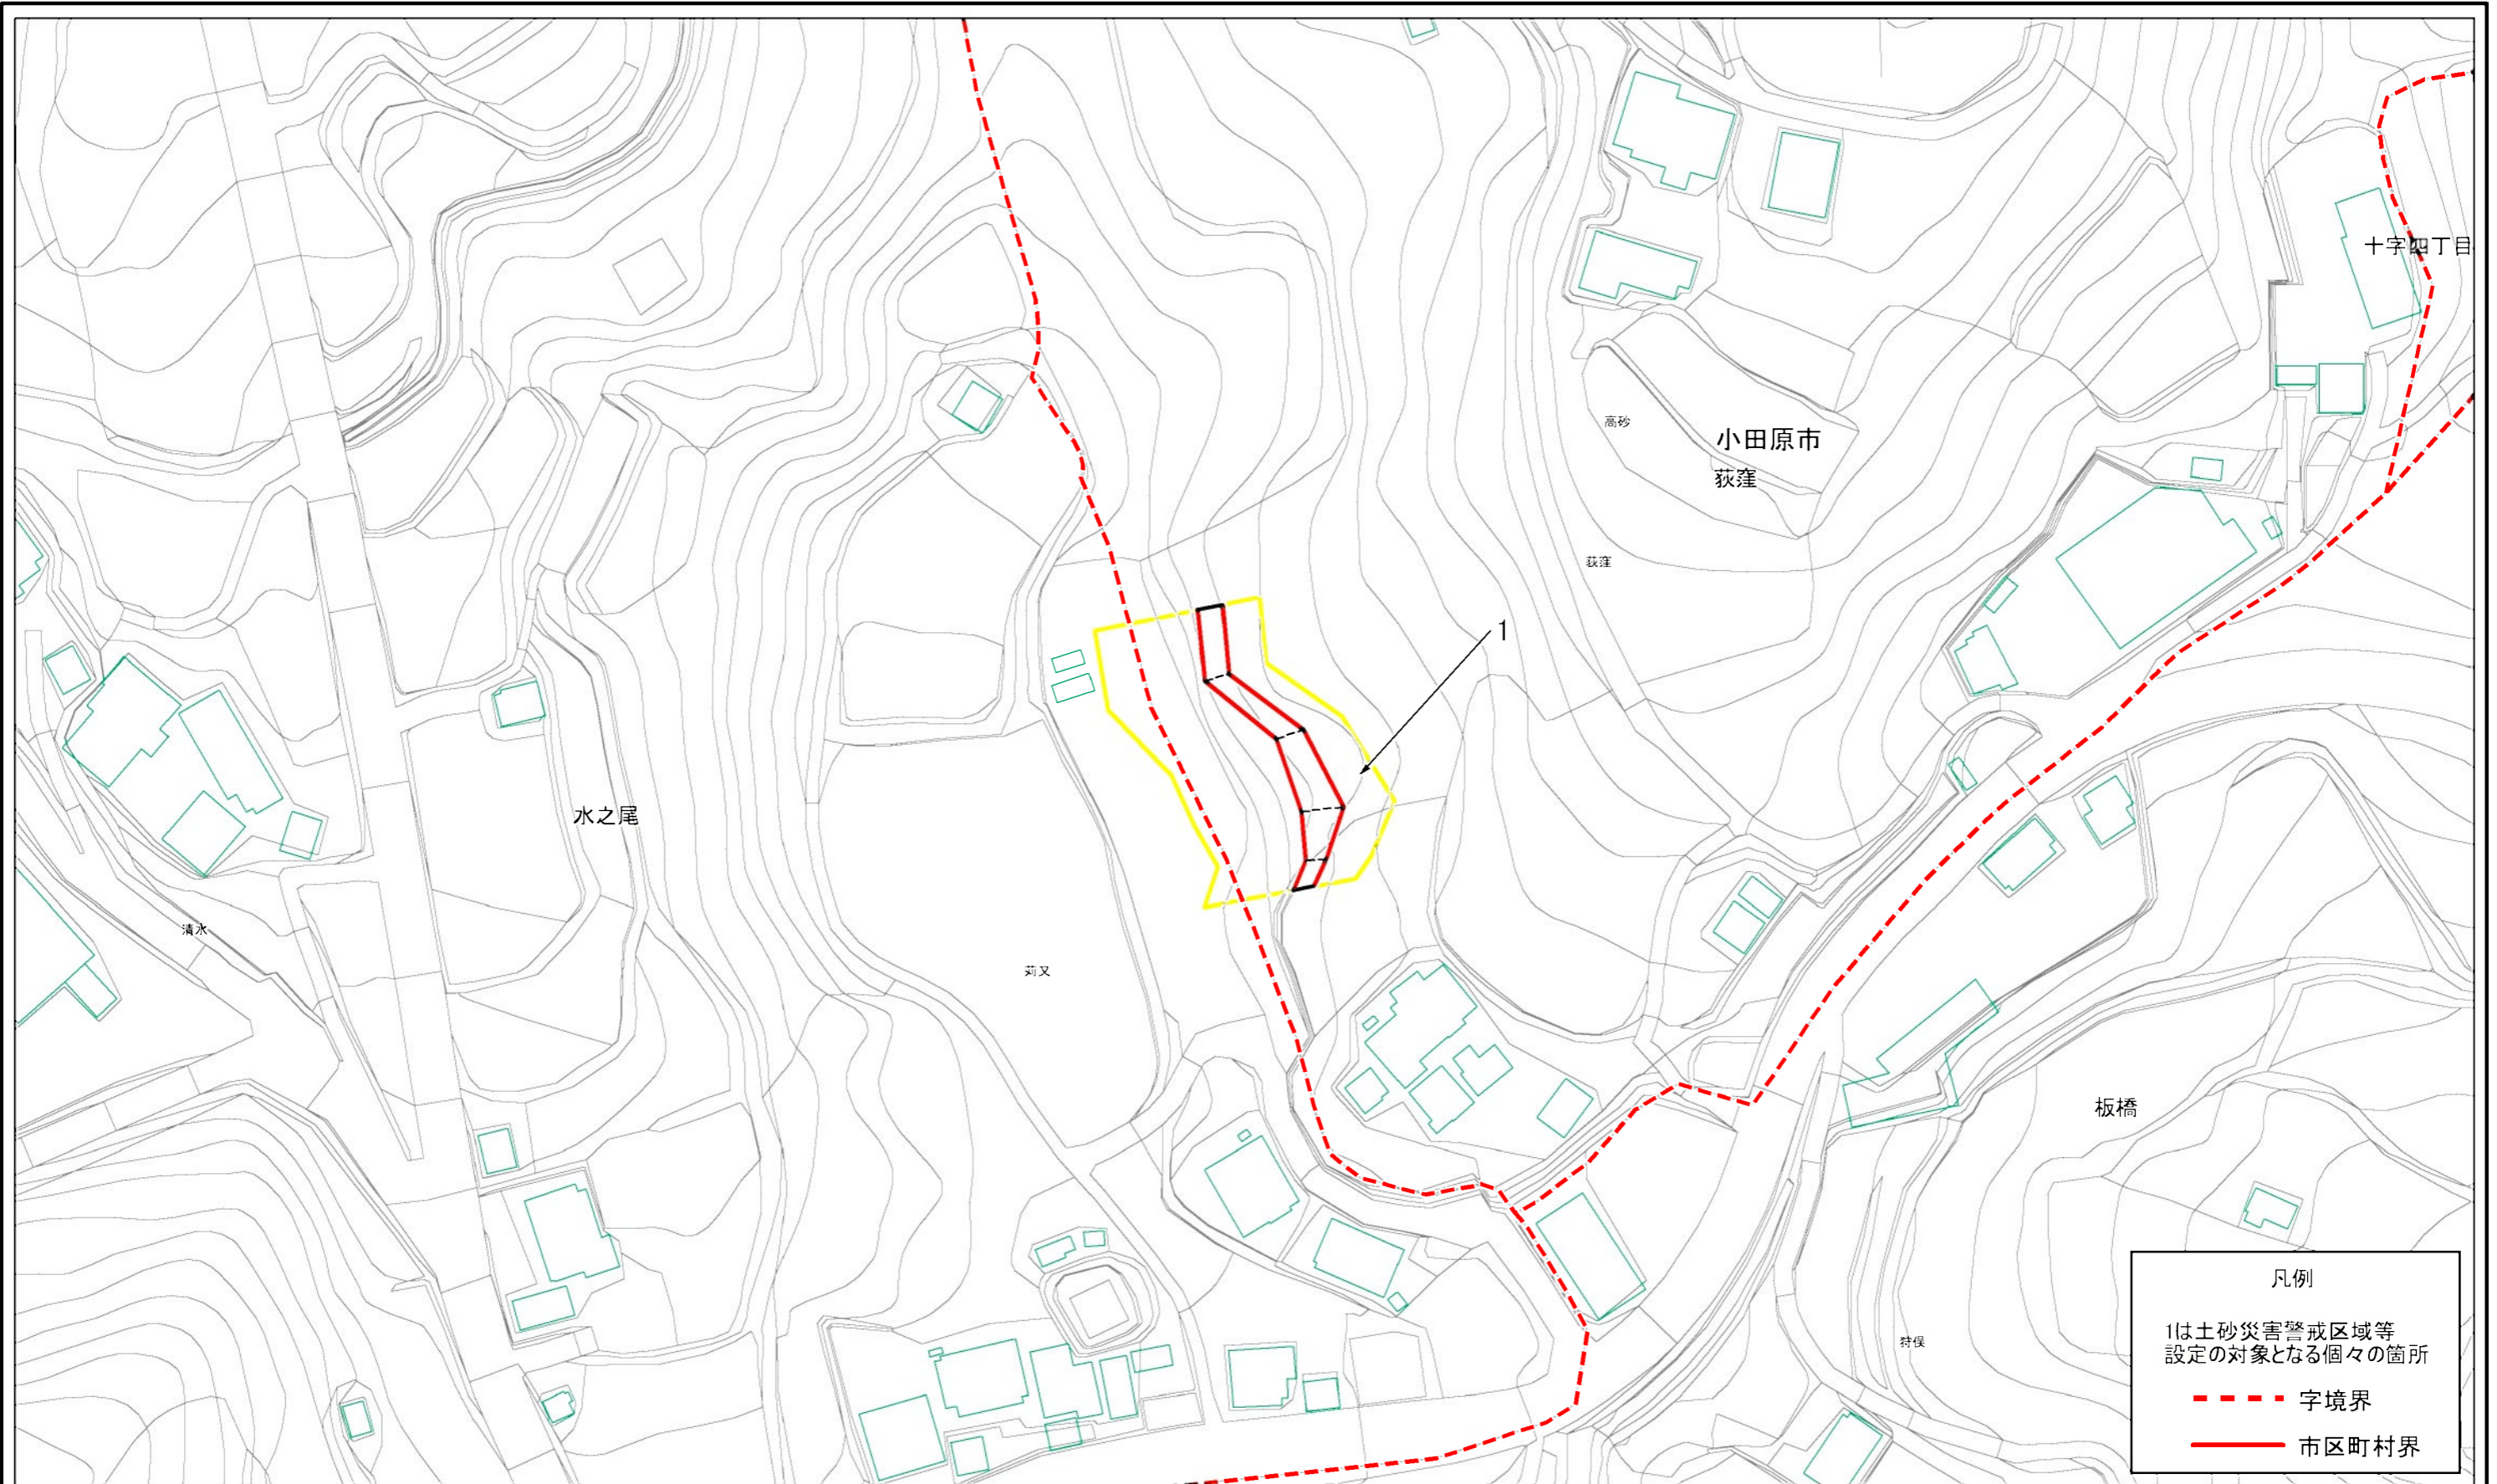 十字四丁目
高砂
小田原市
荻窪
荻窪
1
水之尾
清水
苅又
板橋
狩俣
凡例
1は土砂災害警戒区域等
設定の対象となる個々の箇所
字境界
市区町村界